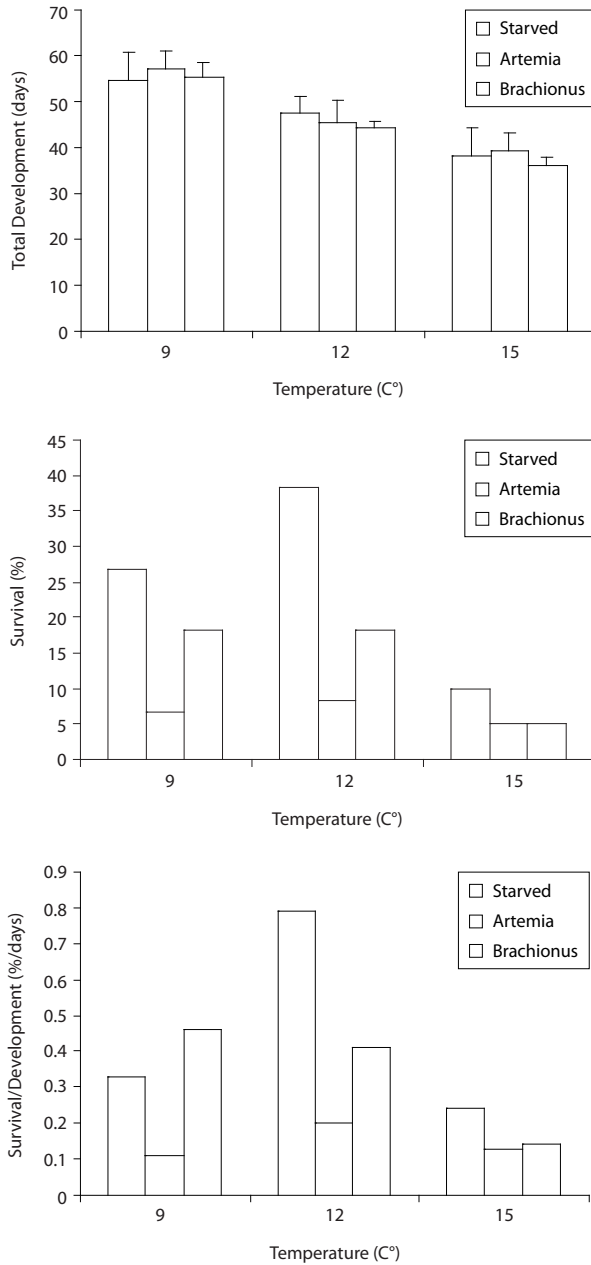 70
60
50
40
30
20
10
0
Total Development (days)
Starved
Artemia
Brachionus
9 12 15
Temperature (C°)
45
40
35
30
25
20
15
10
5
0
Survival (%)
Starved
Artemia
Brachionus
9 12 15
Temperature (C°)
0.9
0.8
0.7
0.6
0.5
0.4
0.3
0.2
0.1
0
Survival/Development (%/days)
Starved
Artemia
Brachionus
9 12 15
Temperature (C°)